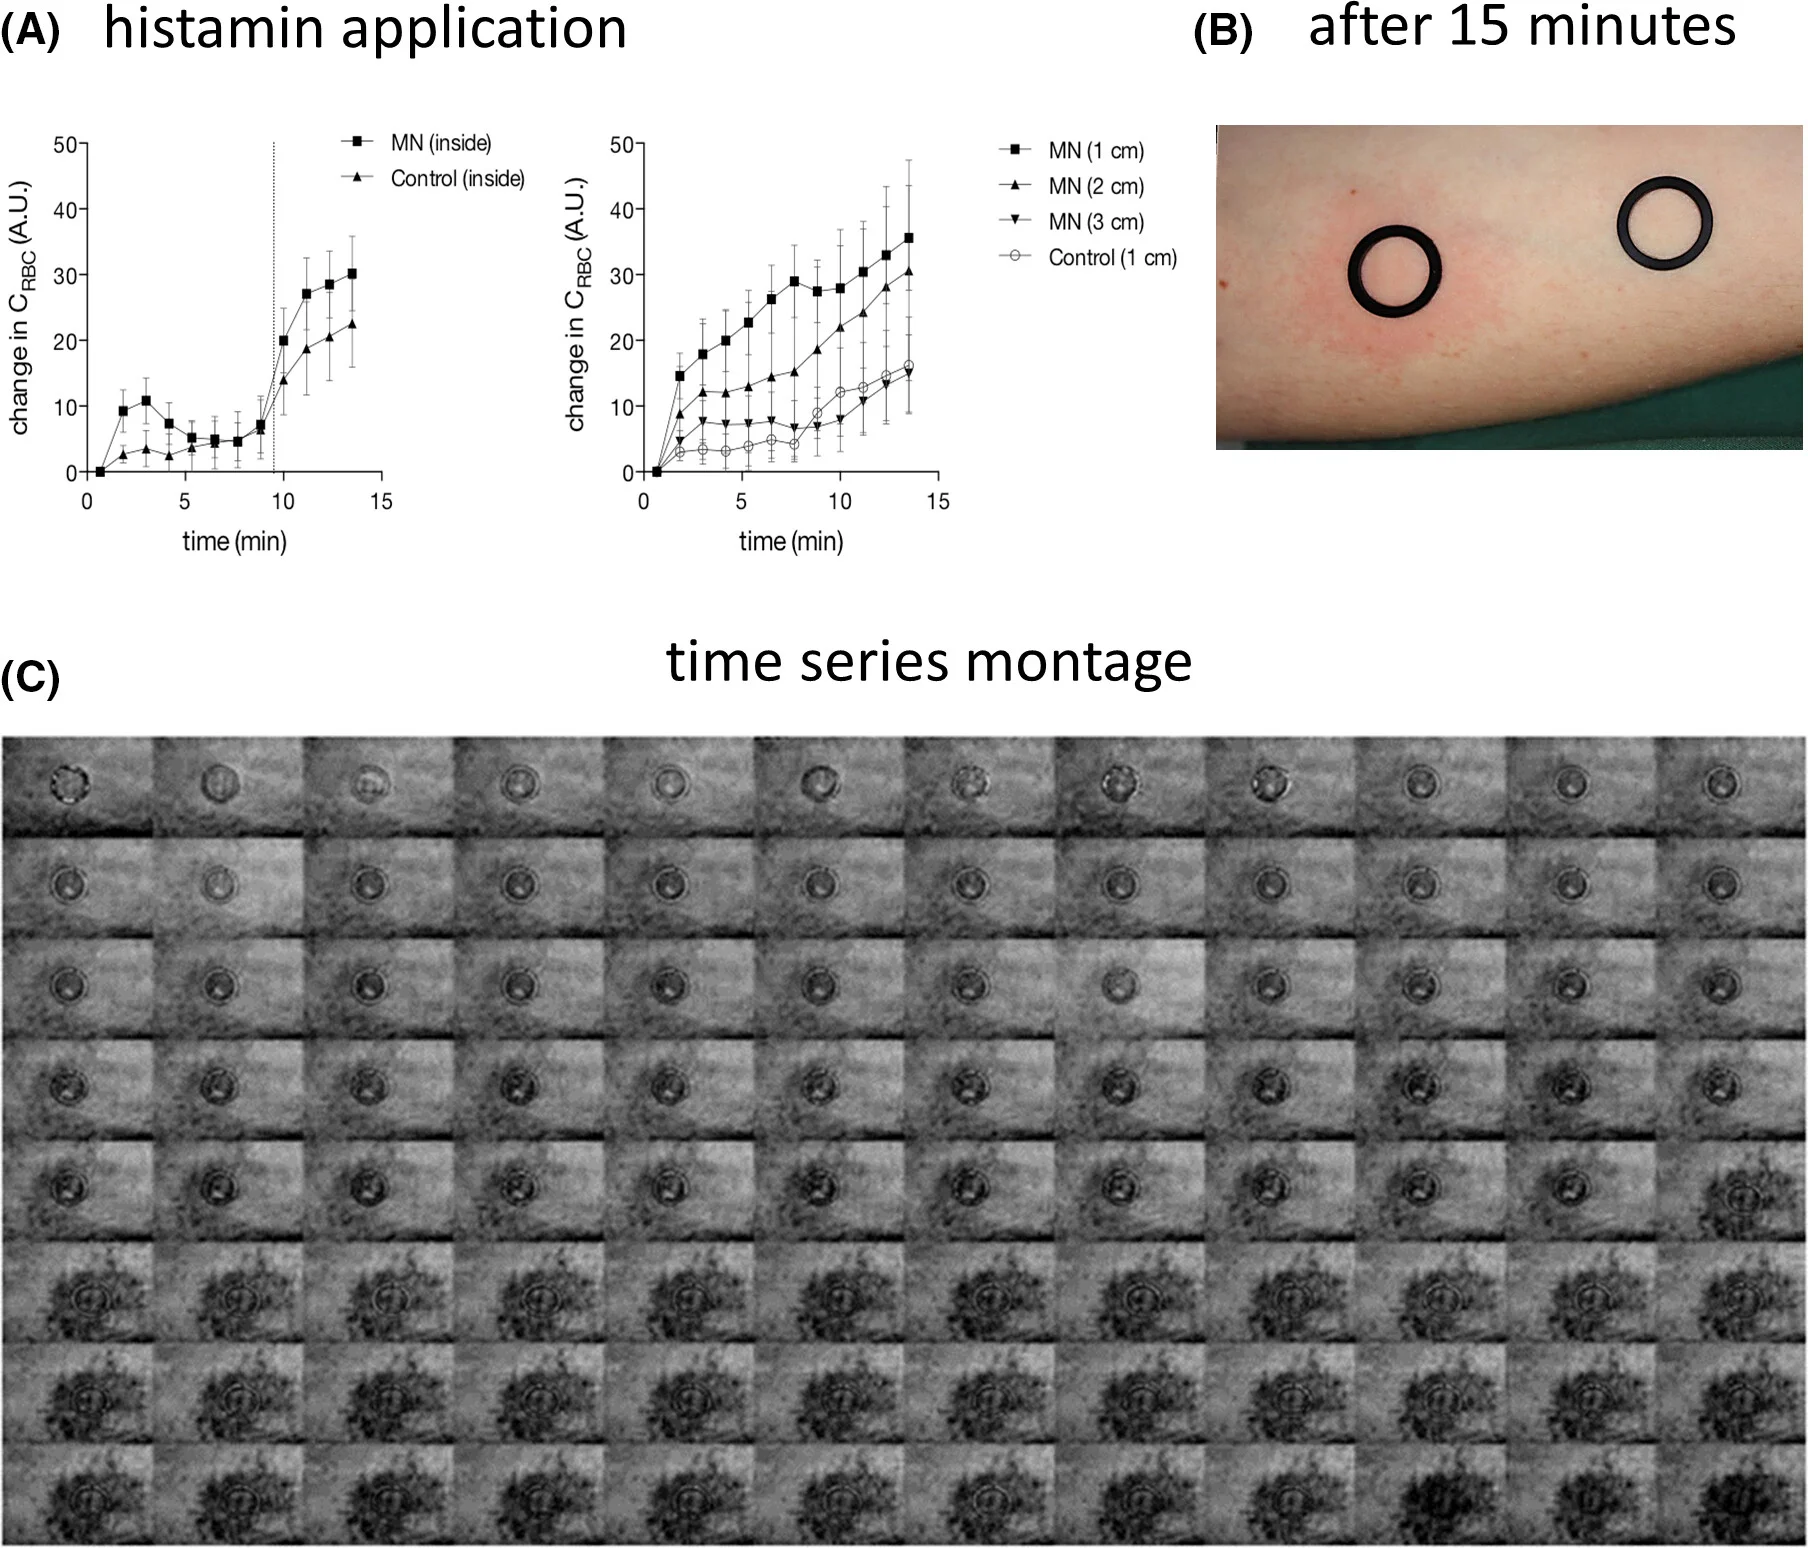 (A) histamin application
(B) after 15 minutes
50
40
30
20
10
0
0 5 10 15
change in CRBC (A.U.)
time (min)
MN (inside)
Control (inside)
50
40
30
20
10
0
0 5 10 15
change in CRBC (A.U.)
time (min)
MN (1 cm)
MN (2 cm)
MN (3 cm)
Control (1 cm)
(C) time series montage